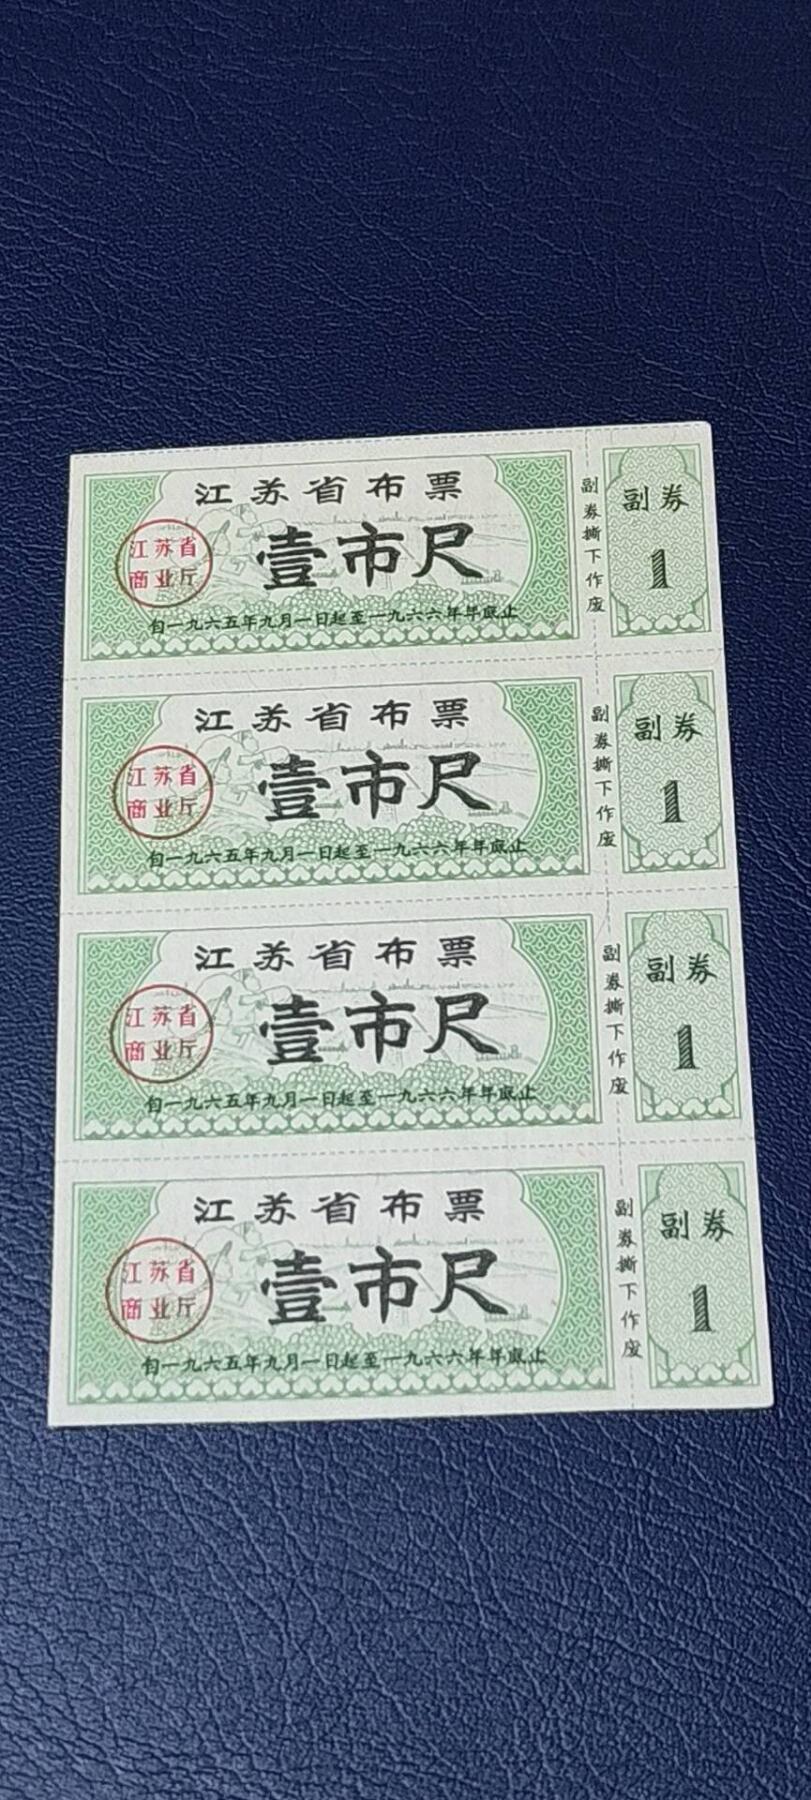 江苏省布票
江苏省
商业厅
壹市尺
自一九六五年九月一日起至一九六六年年底止
副券撕下作废
副券
1
江苏省布票
江苏省
商业厅
壹市尺
自一九六五年九月一日起至一九六六年年底止
副券撕下作废
副券
1
江苏省布票
江苏省
商业厅
壹市尺
自一九六五年九月一日起至一九六六年年底止
副券撕下作废
副券
1
江苏省布票
江苏省
商业厅
壹市尺
自一九六五年九月一日起至一九六六年年底止
副券撕下作废
副券
1